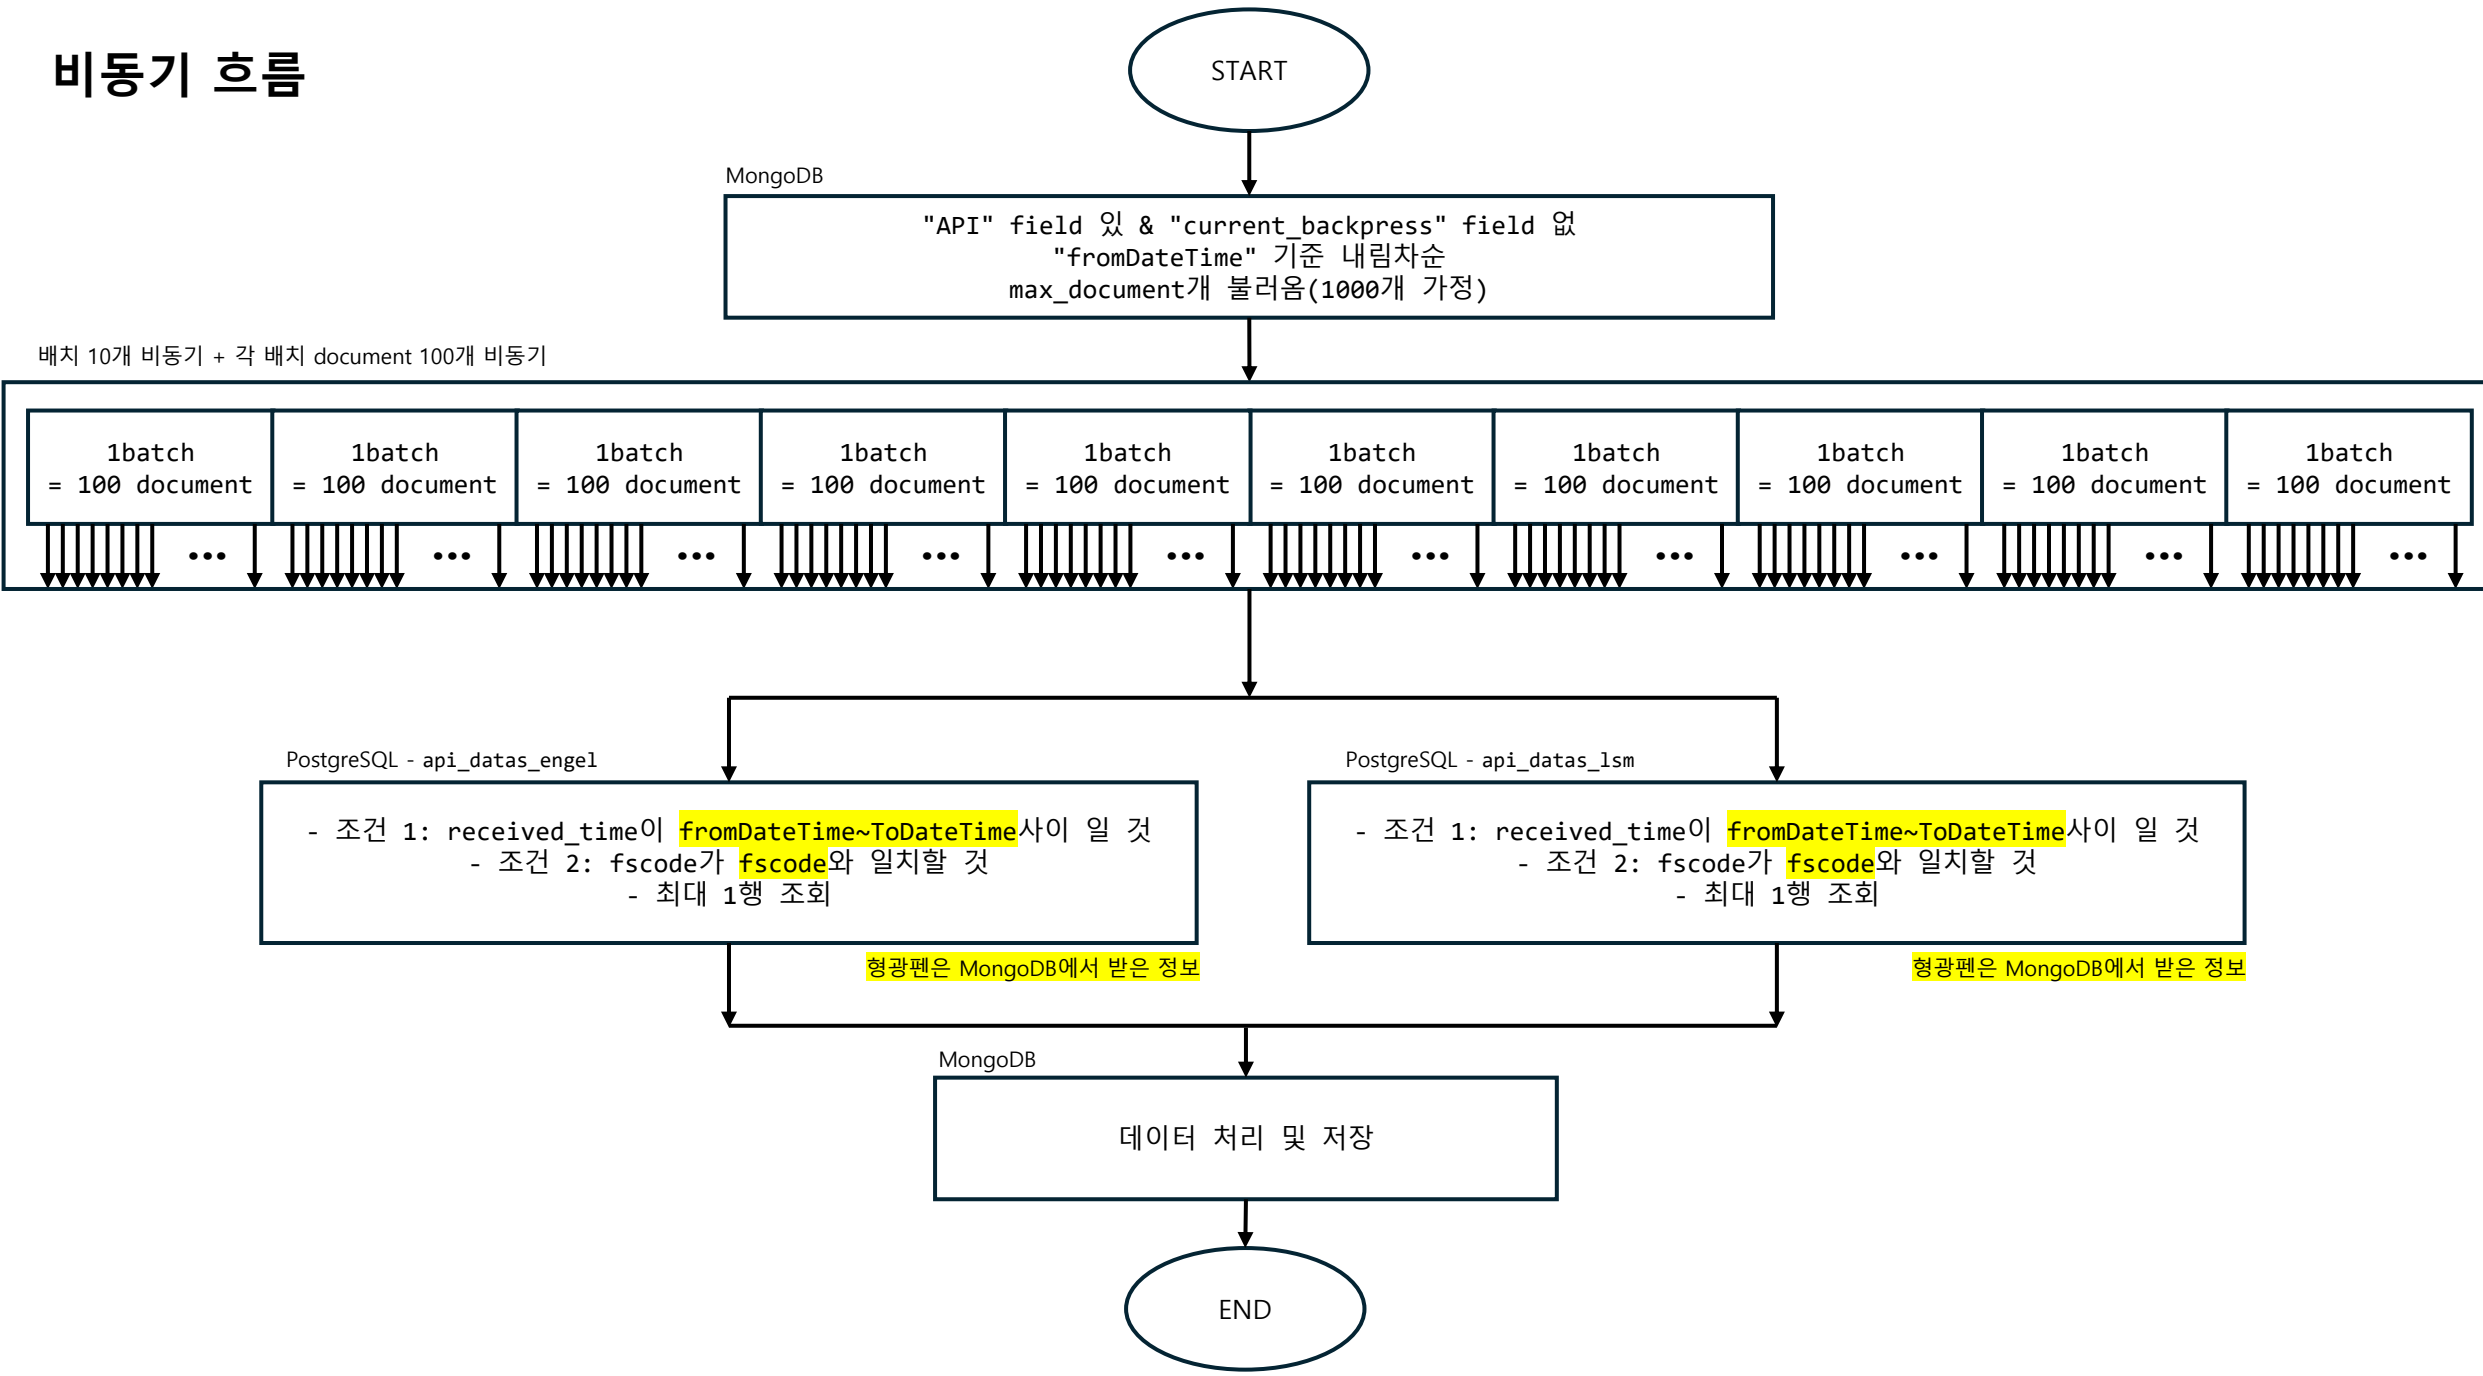 비동기 흐름
START
MongoDB
"API" field 있 & "current_backpress" field 없
"fromDateTime" 기준 내림차순
max_document개 불러옴(1000개 가정)
배치 10개 비동기 + 각 배치 document 100개 비동기
1batch
= 100 document
1batch
= 100 document
1batch
= 100 document
1batch
= 100 document
1batch
= 100 document
1batch
= 100 document
1batch
= 100 document
1batch
= 100 document
1batch
= 100 document
1batch
= 100 document
...
...
...
...
...
...
...
...
...
...
PostgreSQL - api_datas_engel
- 조건 1: received_time이 fromDateTime~ToDateTime사이 일 것
- 조건 2: fscode가 fscode와 일치할 것
- 최대 1행 조회
형광펜은 MongoDB에서 받은 정보
PostgreSQL - api_datas_lsm
- 조건 1: received_time이 fromDateTime~ToDateTime사이 일 것
- 조건 2: fscode가 fscode와 일치할 것
- 최대 1행 조회
형광펜은 MongoDB에서 받은 정보
MongoDB
데이터 처리 및 저장
END